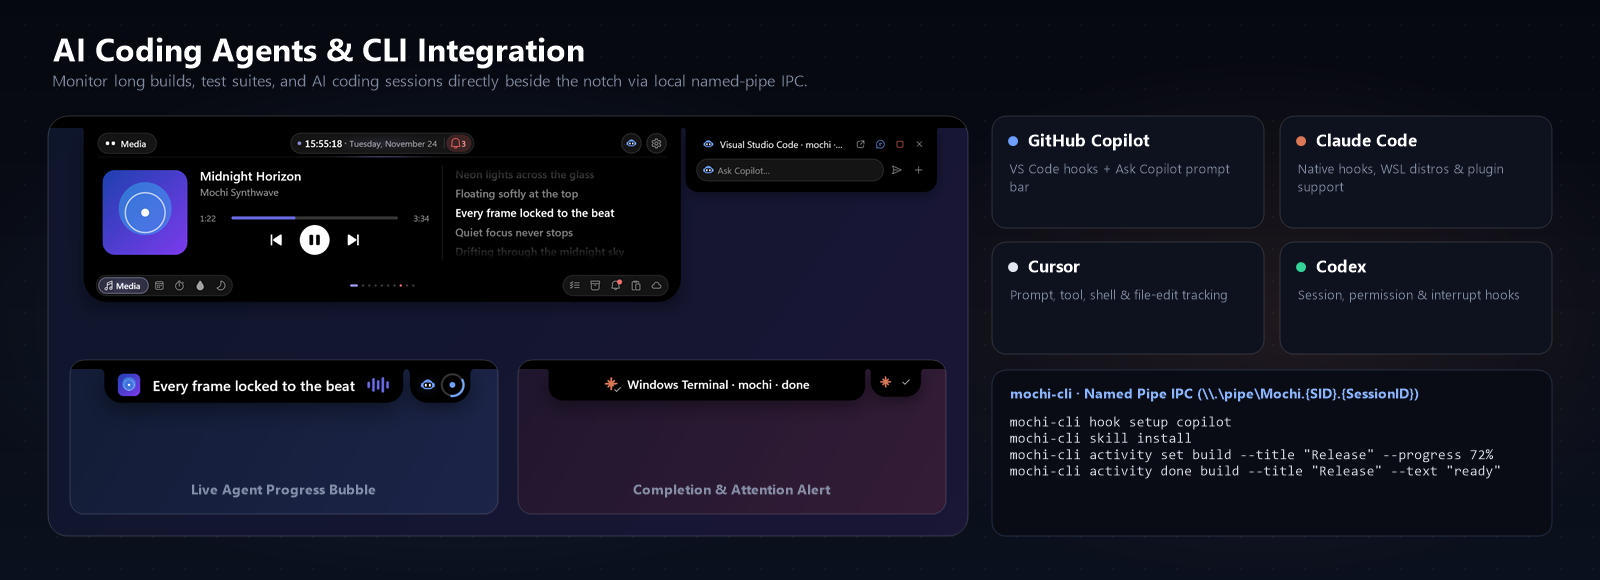 AI Coding Agents & CLI Integration
Monitor long builds, test suites, and AI coding sessions directly beside the notch via local named-pipe IPC.
Media
15:55:18 · Tuesday, November 24
3
Midnight Horizon
Mochi Synthwave
1:22
3:34
Neon lights across the glass
Floating softly at the top
Every frame locked to the beat
Quiet focus never stops
Drifting through the midnight sky
Media
Visual Studio Code · mochi ·...
Ask Copilot...
Every frame locked to the beat
Live Agent Progress Bubble
Windows Terminal · mochi · done
Completion & Attention Alert
GitHub Copilot
VS Code hooks + Ask Copilot prompt
bar
Claude Code
Native hooks, WSL distros & plugin
support
Cursor
Prompt, tool, shell & file-edit tracking
Codex
Session, permission & interrupt hooks
mochi-cli · Named Pipe IPC (\\.\pipe\Mochi.{SID}.{SessionID})
mochi-cli hook setup copilot
mochi-cli skill install
mochi-cli activity set build --title "Release" --progress 72%
mochi-cli activity done build --title "Release" --text "ready"